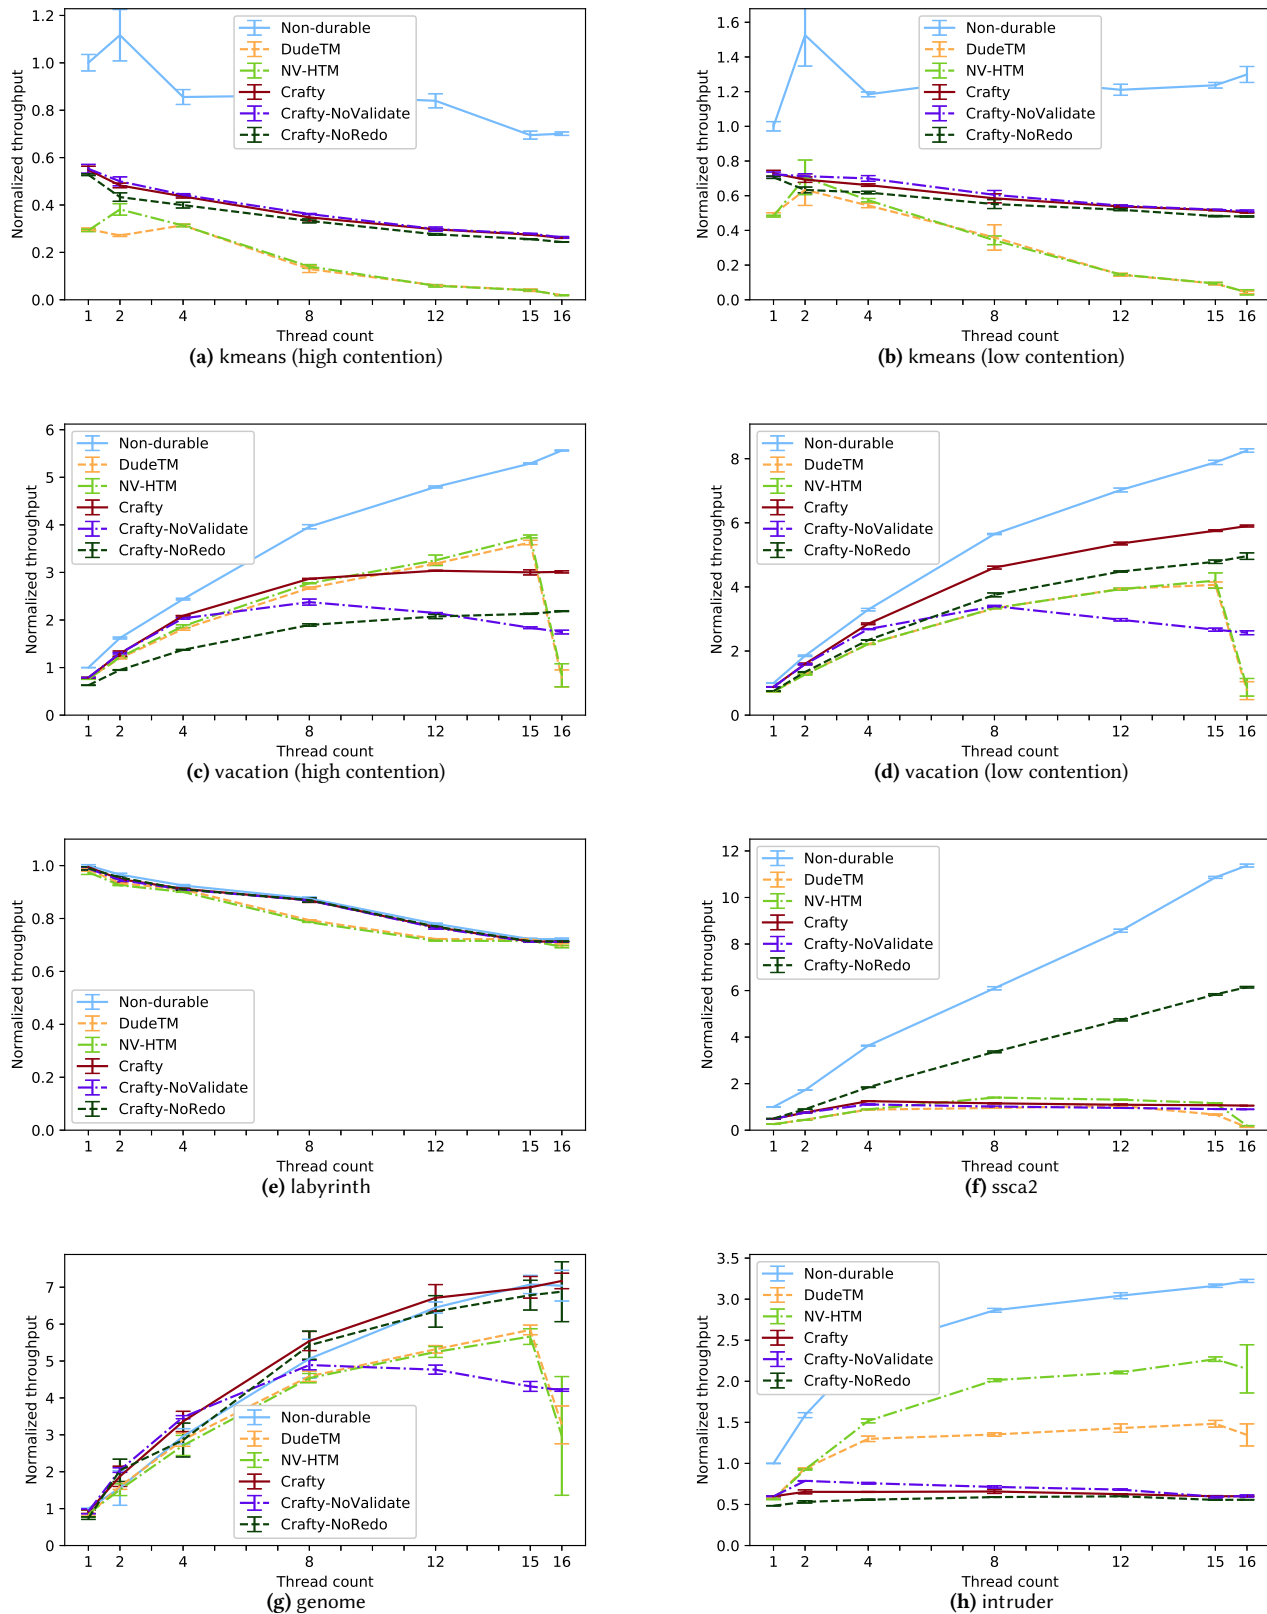 1.2
1.0
0.8
0.6
0.4
0.2
0.0
Normalized throughput
Non-durable
DudeTM
NV-HTM
Crafty
Crafty-NoValidate
Crafty-NoRedo
1 2 4 8 12 15 16
Thread count
(a) kmeans (high contention)
1.6
1.4
1.2
1.0
0.8
0.6
0.4
0.2
0.0
Normalized throughput
Non-durable
DudeTM
NV-HTM
Crafty
Crafty-NoValidate
Crafty-NoRedo
1 2 4 8 12 15 16
Thread count
(b) kmeans (low contention)
6
5
4
3
2
1
0
Normalized throughput
Non-durable
DudeTM
NV-HTM
Crafty
Crafty-NoValidate
Crafty-NoRedo
1 2 4 8 12 15 16
Thread count
(c) vacation (high contention)
8
6
4
2
0
Normalized throughput
Non-durable
DudeTM
NV-HTM
Crafty
Crafty-NoValidate
Crafty-NoRedo
1 2 4 8 12 15 16
Thread count
(d) vacation (low contention)
1.0
0.8
0.6
0.4
0.2
0.0
Normalized throughput
Non-durable
DudeTM
NV-HTM
Crafty
Crafty-NoValidate
Crafty-NoRedo
1 2 4 8 12 15 16
Thread count
(e) labyrinth
12
10
8
6
4
2
0
Normalized throughput
Non-durable
DudeTM
NV-HTM
Crafty
Crafty-NoValidate
Crafty-NoRedo
1 2 4 8 12 15 16
Thread count
(f) ssca2
7
6
5
4
3
2
1
0
Normalized throughput
Non-durable
DudeTM
NV-HTM
Crafty
Crafty-NoValidate
Crafty-NoRedo
1 2 4 8 12 15 16
Thread count
(g) genome
3.5
3.0
2.5
2.0
1.5
1.0
0.5
0.0
Normalized throughput
Non-durable
DudeTM
NV-HTM
Crafty
Crafty-NoValidate
Crafty-NoRedo
1 2 4 8 12 15 16
Thread count
(h) intruder